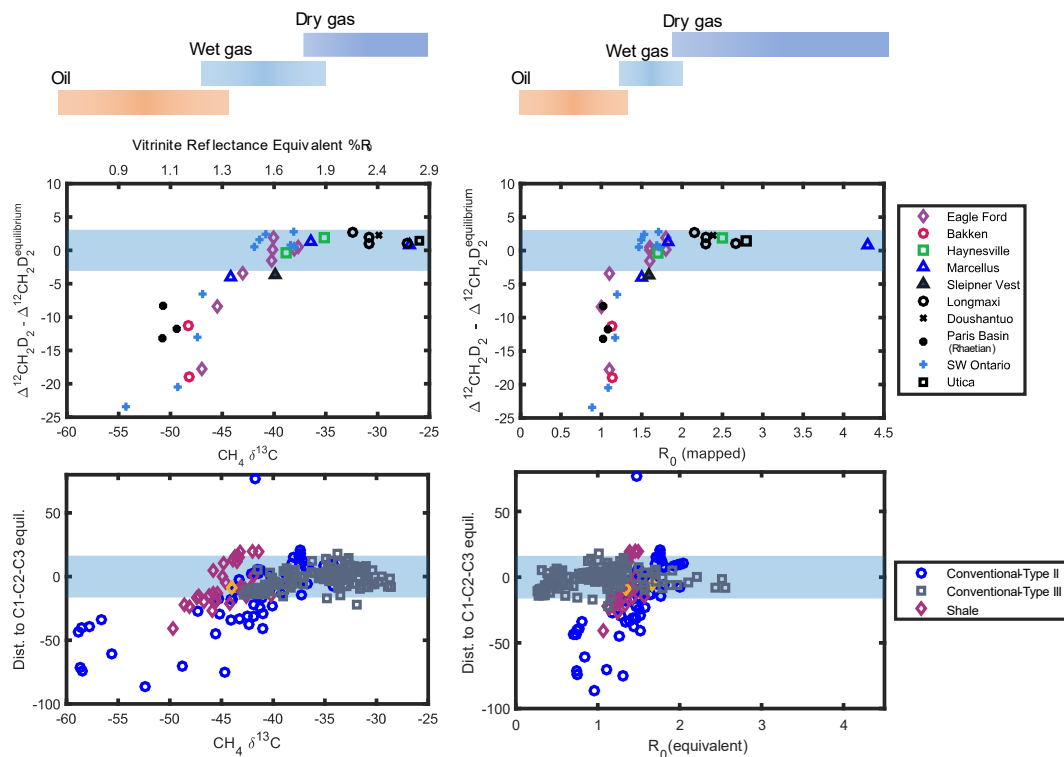 Dry gas
Wet gas
Oil
Dry gas
Wet gas
Oil
Vitrinite Reflectance Equivalent %R0
0.9 1.1 1.3 1.6 1.9 2.4 2.9
10
5
0
-5
-10
-15
-20
-25
Δ12CH2D2 - Δ12CH2D2equilibrium
-60 -55 -50 -45 -40 -35 -30 -25
CH4 δ13C
10
5
0
-5
-10
-15
-20
-25
Δ12CH2D2 - Δ12CH2D2equilibrium
0 0.5 1 1.5 2 2.5 3 3.5 4 4.5
R0 (mapped)
Eagle Ford
Bakken
Haynesville
Marcellus
Sleipner Vest
Longmaxi
Doushantuo
Paris Basin
(Rhaetian)
SW Ontario
Utica
50
0
-50
-100
Dist. to C1-C2-C3 equil.
-60 -55 -50 -45 -40 -35 -30 -25
CH4 δ13C
50
0
-50
-100
Dist. to C1-C2-C3 equil.
0 1 2 3 4
R0(equivalent)
Conventional-Type II
Conventional-Type III
Shale